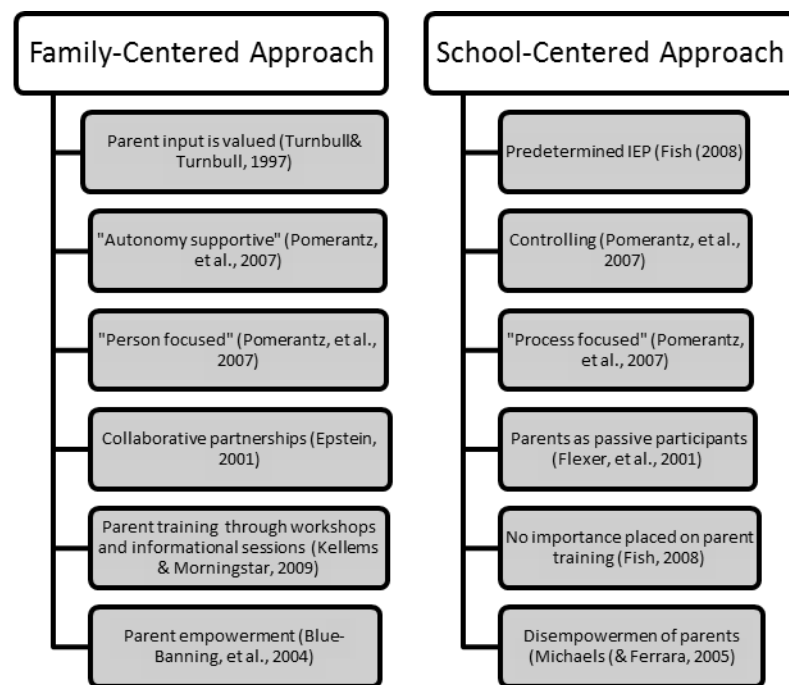 Family-Centered Approach
Parent input is valued (Turnbull&
Turnbull, 1997)
"Autonomy supportive" (Pomerantz,
et al., 2007)
"Person focused" (Pomerantz, et al.,
2007)
Collaborative partnerships (Epstein,
2001)
Parent training through workshops
and informational sessions (Kellems
& Morningstar, 2009)
Parent empowerment (Blue-
Banning, et al., 2004)
School-Centered Approach
Predetermined IEP (Fish (2008)
Controlling (Pomerantz, et al.,
2007)
"Process focused" (Pomerantz,
et al., 2007)
Parents as passive participants
(Flexer, et al., 2001)
No importance placed on parent
training (Fish, 2008)
Disempowermen of parents
(Michaels (& Ferrara, 2005)